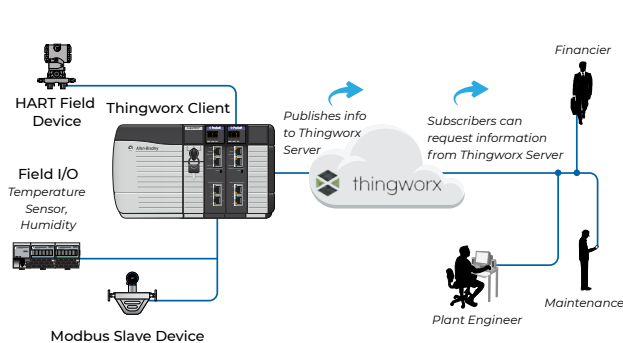 Financier
HART Field
Device
Thingworx Client
Publishes info
to Thingworx
Server
Subscribers can
request information
from Thingworx Server
Allen-Bradley
Field I/O
Temperature
Sensor,
Humidity
thingworx
Maintenance
Plant Engineer
Modbus Slave Device